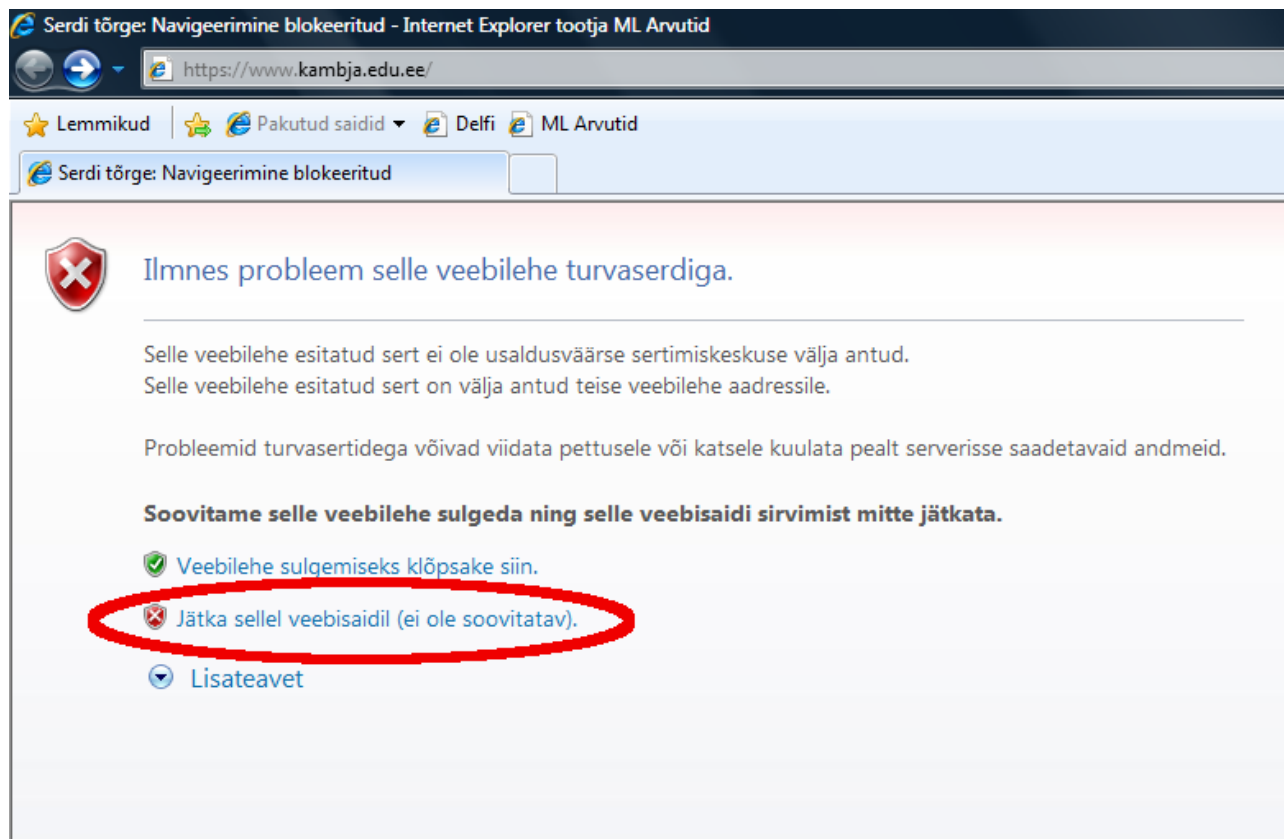 Serdi tõrge: Navigeerimine blokeeritud - Internet Explorer tootja ML Arvutid
https://www.kambja.edu.ee/
Lemmikud Pakutud saidid Delfi ML Arvutid
Serdi tõrge: Navigeerimine blokeeritud
Ilmnes probleem selle veebilehe turvaserdiga.
Selle veebilehe esitatud sert ei ole usaldusväärse sertimiskeskuse välja antud.
Selle veebilehe esitatud sert on välja antud teise veebilehe aadressile.
Probleemid turvasertidega võivad viidata pettusele või katsele kuulata pealt serverisse saadetavaid andmeid.
Soovitame selle veebilehe sulgeda ning selle veebisaidi sirvimist mitte jätkata.
Veebilehe sulgemiseks klõpsake siin.
Jätka sellel veebisaidil (ei ole soovitatav).
Lisateavet